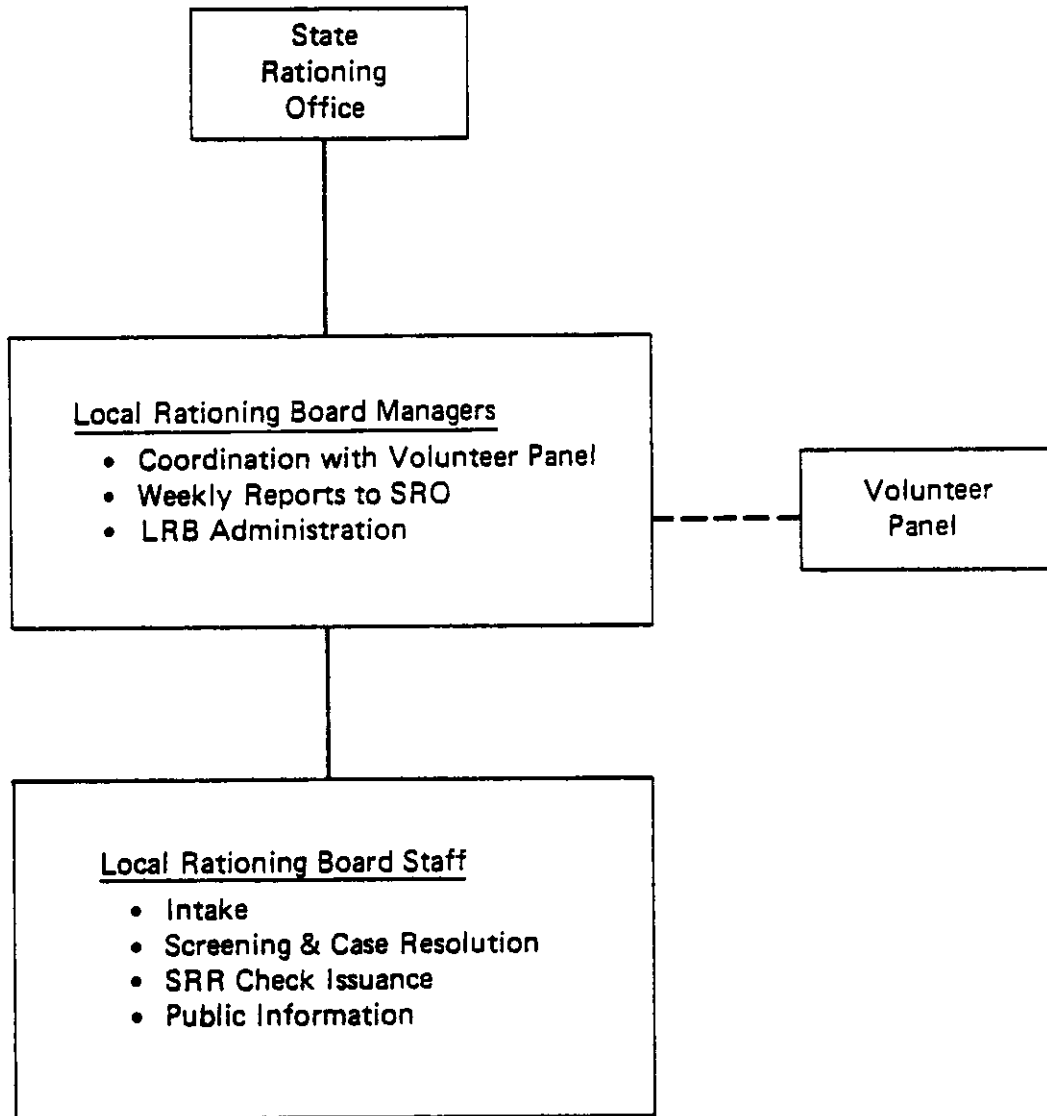 State
Rationing
Office
Local Rationing Board Managers
• Coordination with Volunteer Panel
• Weekly Reports to SRO
• LRB Administration
Volunteer
Panel
Local Rationing Board Staff
• Intake
• Screening & Case Resolution
• SRR Check Issuance
• Public Information